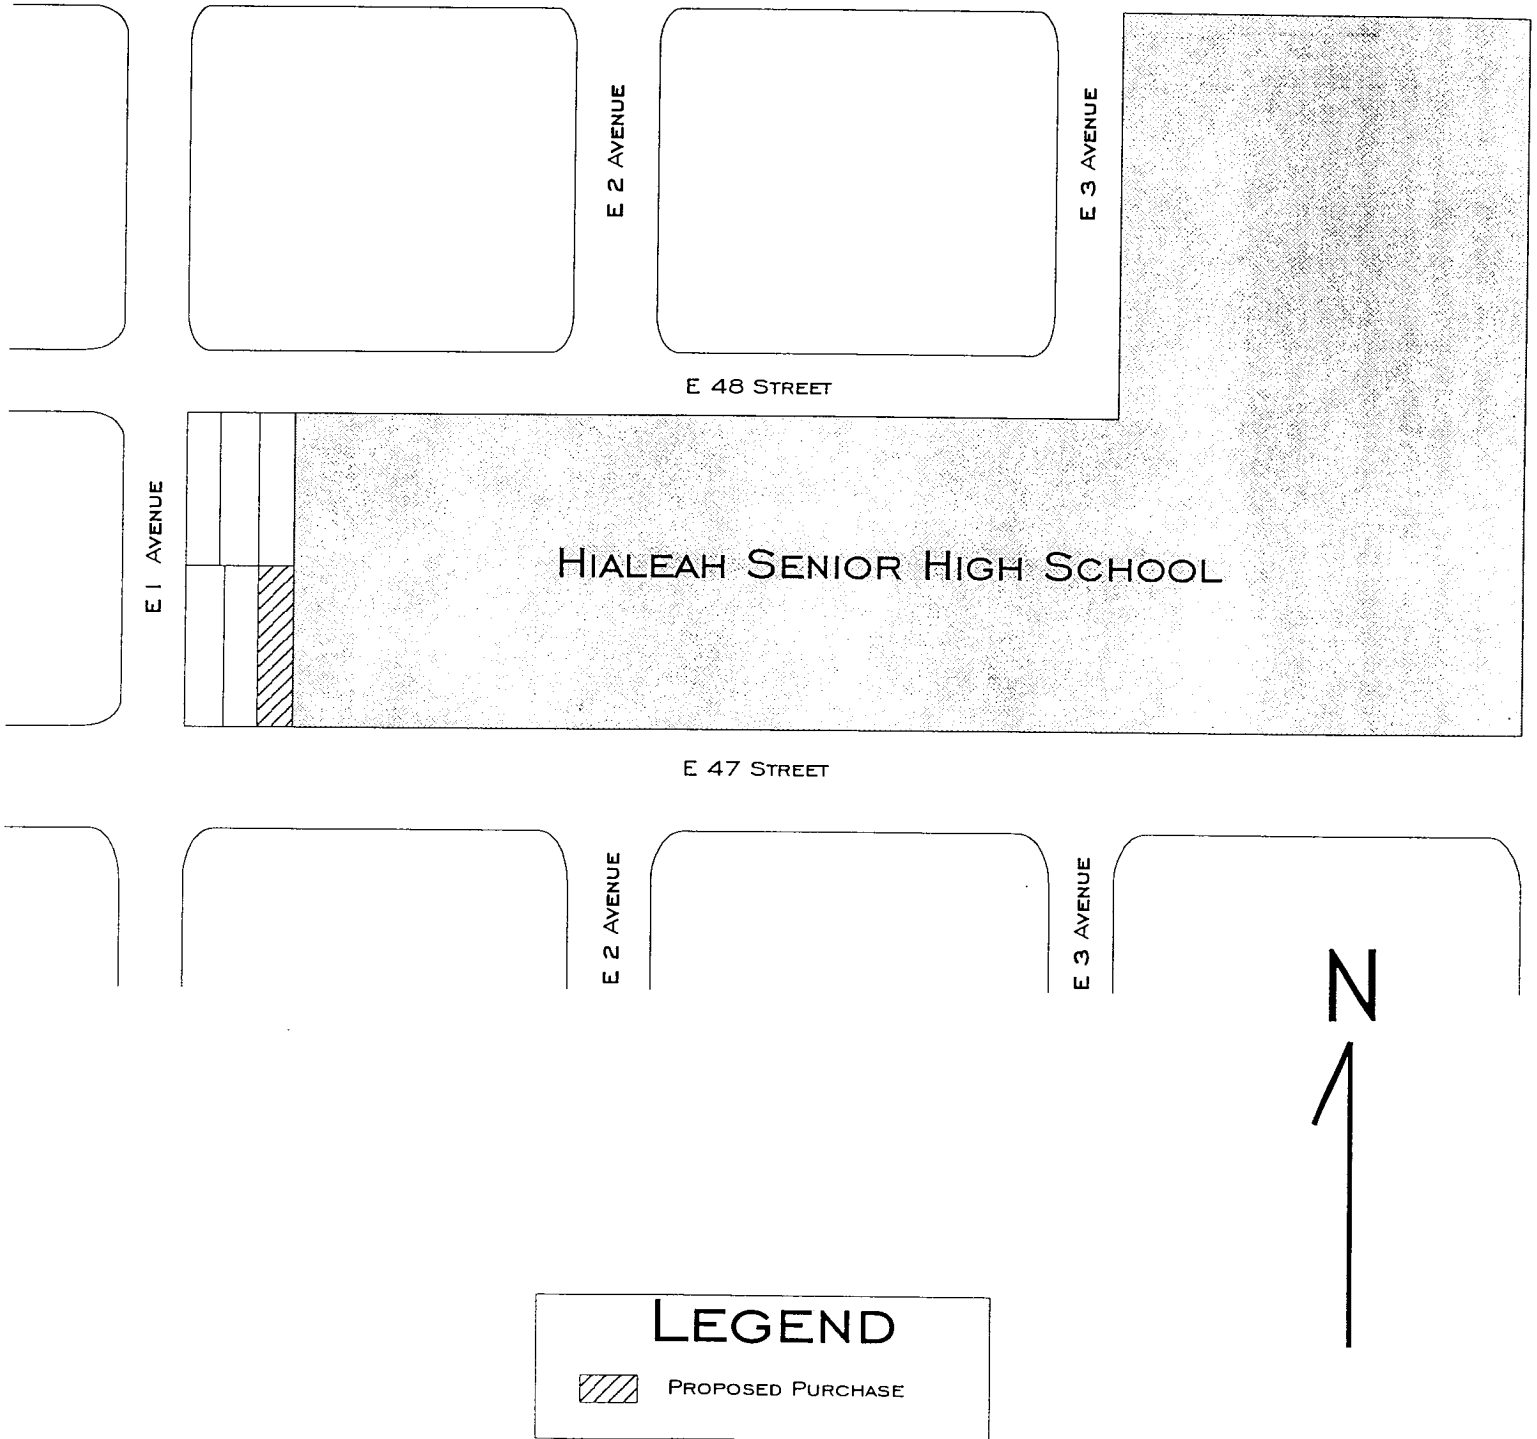 E 2 AVENUE
E 3 AVENUE
E 48 STREET
E 1 AVENUE
HIALEAH SENIOR HIGH SCHOOL
E 47 STREET
E 2 AVENUE
E 3 AVENUE
N
LEGEND
PROPOSED PURCHASE